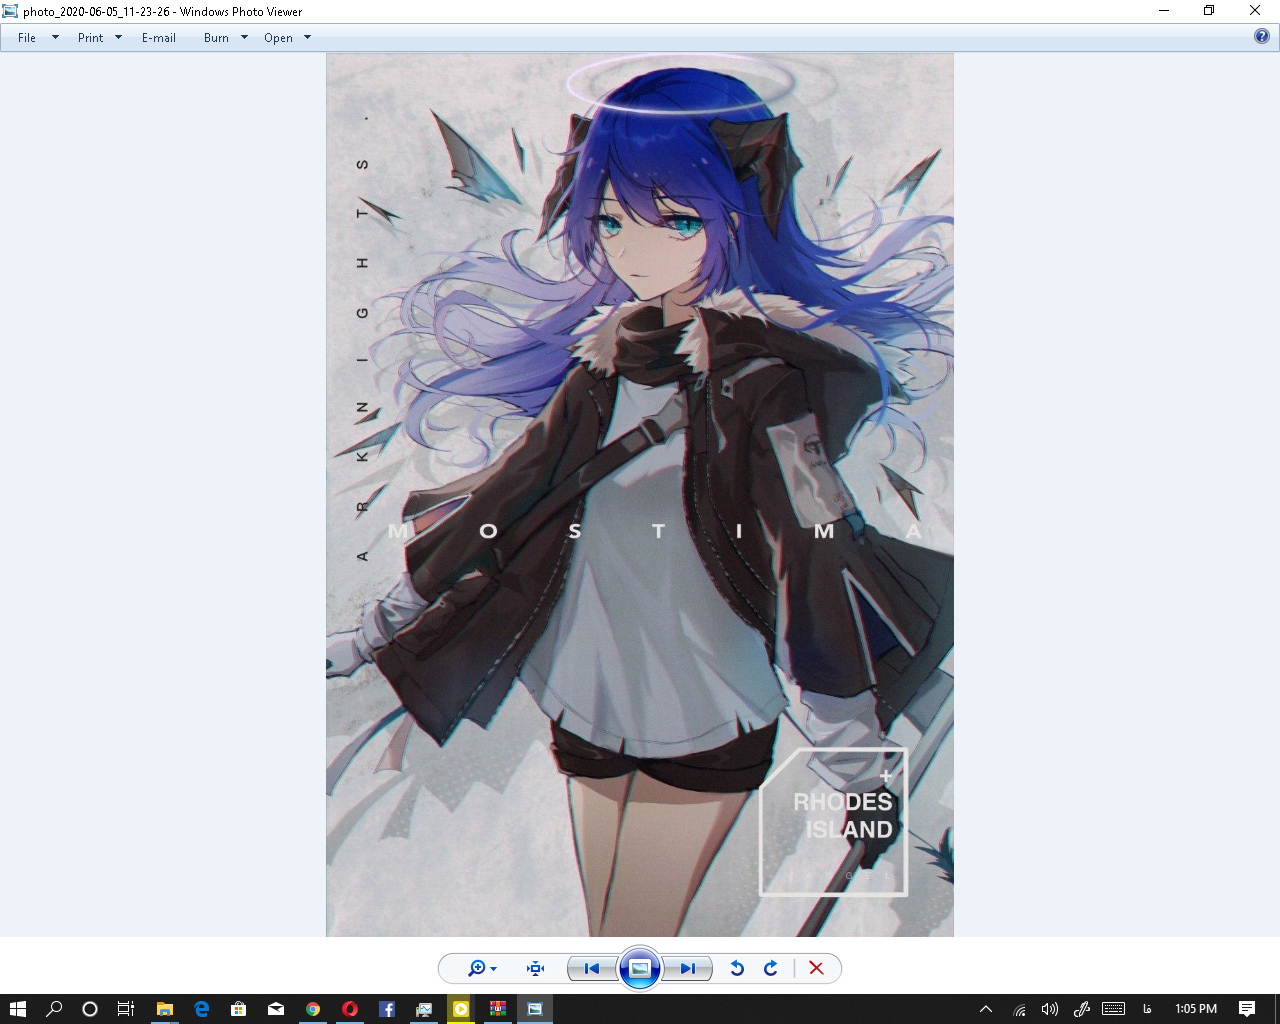 photo_2020-06-05_11-23-26 - Windows Photo Viewer
File Print E-mail Burn Open
ARKNIGHTS.
MOSTIMA
+
RHODES
ISLAND
فا
1:05 PM